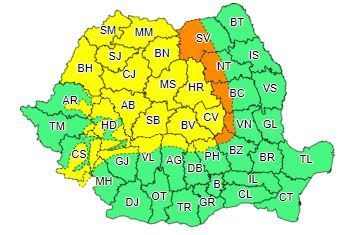 BT
SM
MM
SV
SJ
BN
IS
BH
CJ
NT
MS
HR
BC
VS
AR
AB
TM
HD
SB
BV
CV
VN
GL
CS
GJ
VL
AG
PH
BZ
BR
TL
DB
MH
B
IL
DJ
OT
TR
GR
CL
CT